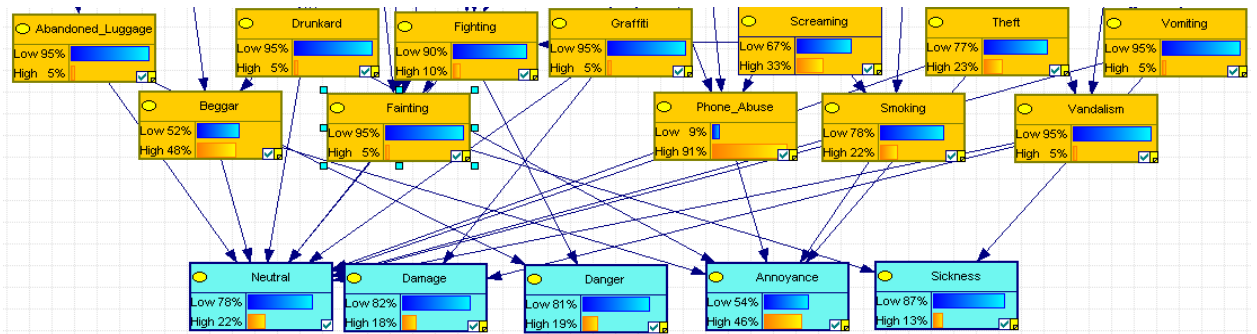 Abandoned_Luggage
Low 95%
High 5%
Drunkard
Low 95%
High 5%
Fighting
Low 90%
High 10%
Graffiti
Low 95%
High 5%
Screaming
Low 67%
High 33%
Theft
Low 77%
High 23%
Vomiting
Low 95%
High 5%
Beggar
Low 52%
High 48%
Fainting
Low 95%
High 5%
Phone_Abuse
Low 9%
High 91%
Smoking
Low 78%
High 22%
Vandalism
Low 95%
High 5%
Neutral
Low 78%
High 22%
Damage
Low 82%
High 18%
Danger
Low 81%
High 19%
Annoyance
Low 54%
High 46%
Sickness
Low 87%
High 13%